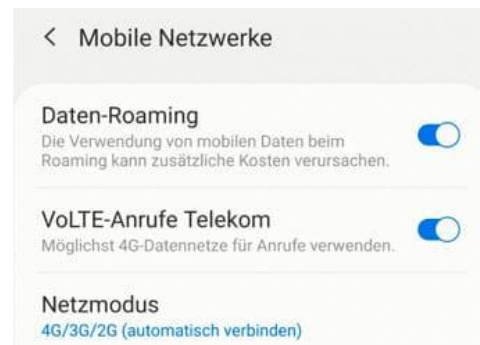 Mobile Netzwerke
Daten-Roaming
Die Verwendung von mobilen Daten beim
Roaming kann zusätzliche Kosten verursachen.
VoLTE-Anrufe Telekom
Möglichst 4G-Datennetze für Anrufe verwenden.
Netzmodus
4G/3G/2G (automatisch verbinden)